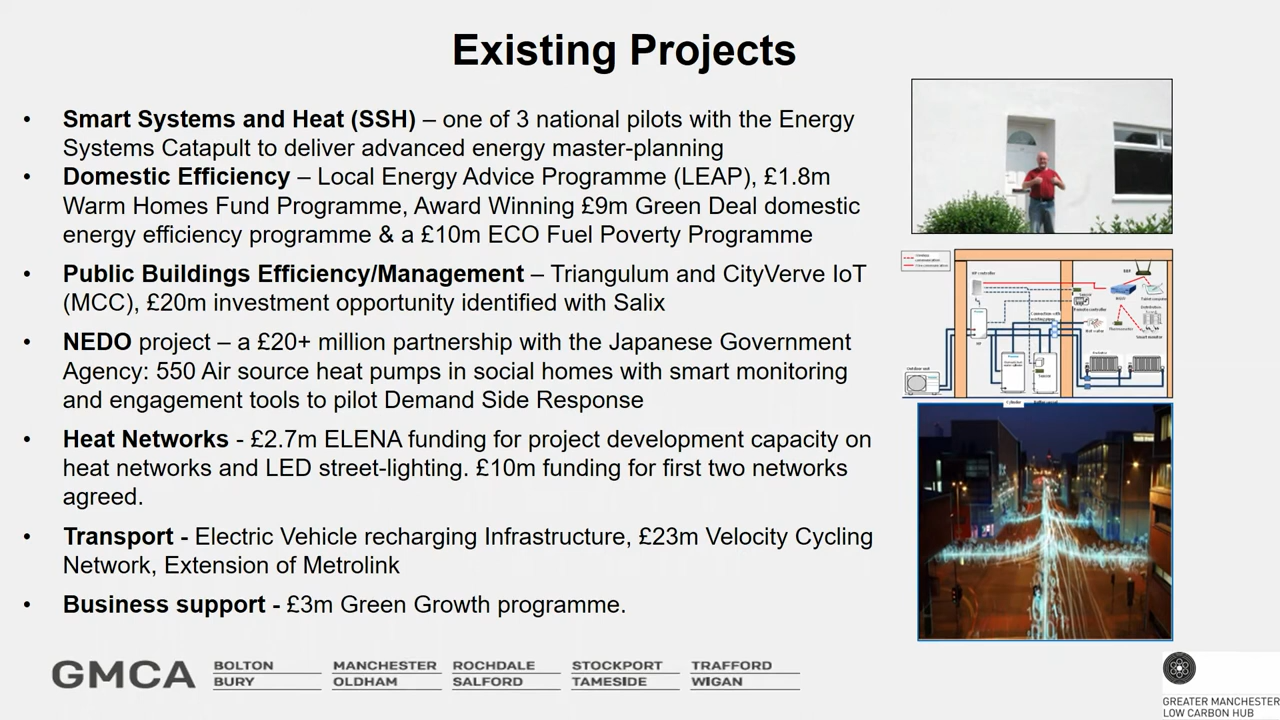 Existing Projects
• Smart Systems and Heat (SSH) – one of 3 national pilots with the Energy
Systems Catapult to deliver advanced energy master-planning
• Domestic Efficiency – Local Energy Advice Programme (LEAP), £1.8m
Warm Homes Fund Programme, Award Winning £9m Green Deal domestic
energy efficiency programme & a £10m ECO Fuel Poverty Programme
• Public Buildings Efficiency/Management – Triangulum and CityVerve IoT
(MCC), £20m investment opportunity identified with Salix
• NEDO project – a £20+ million partnership with the Japanese Government
Agency: 550 Air source heat pumps in social homes with smart monitoring
and engagement tools to pilot Demand Side Response
• Heat Networks - £2.7m ELENA funding for project development capacity on
heat networks and LED street-lighting. £10m funding for first two networks
agreed.
• Transport - Electric Vehicle recharging Infrastructure, £23m Velocity Cycling
Network, Extension of Metrolink
• Business support - £3m Green Growth programme.
Outdoor unit
GMCA
BOLTON MANCHESTER ROCHDALE STOCKPORT TRAFFORD
BURY OLDHAM SALFORD TAMESIDE WIGAN
GREATER MANCHESTER
LOW CARBON HUB